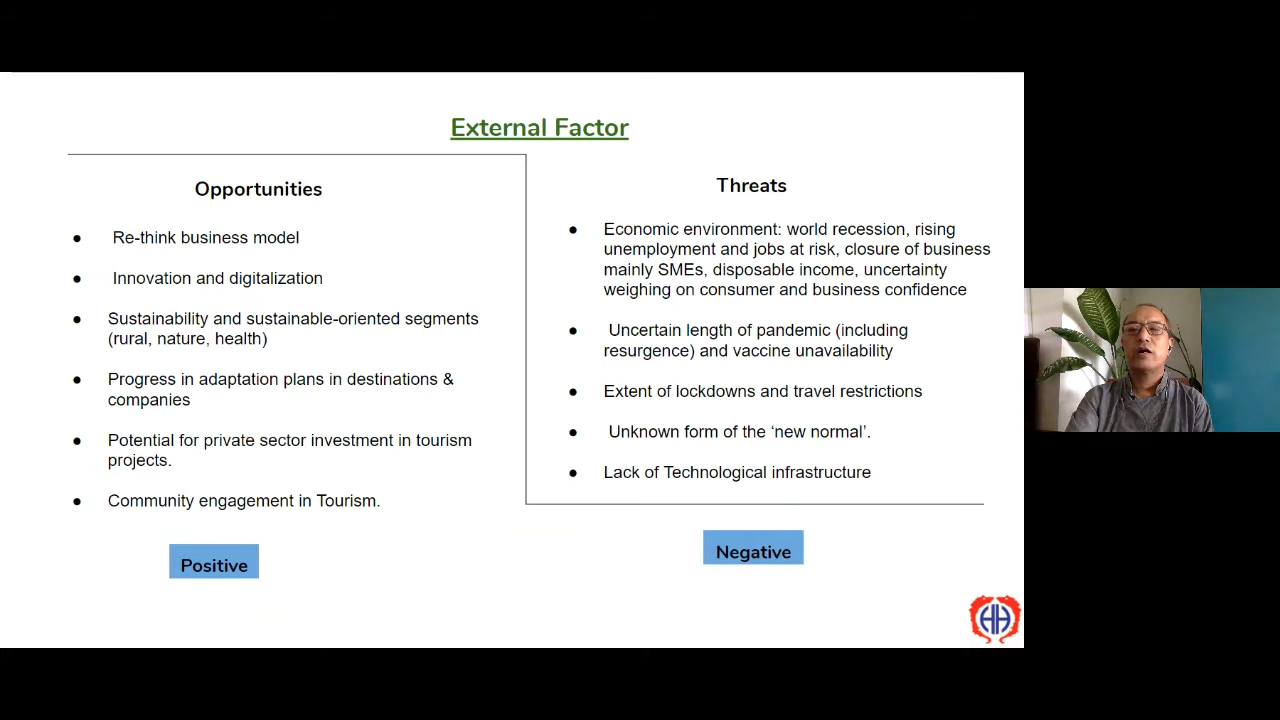 External Factor
Opportunities
● Re-think business model
● Innovation and digitalization
● Sustainability and sustainable-oriented segments
(rural, nature, health)
● Progress in adaptation plans in destinations &
companies
● Potential for private sector investment in tourism
projects.
● Community engagement in Tourism.
Positive
Threats
● Economic environment: world recession, rising
unemployment and jobs at risk, closure of business
mainly SMEs, disposable income, uncertainty
weighing on consumer and business confidence
● Uncertain length of pandemic (including
resurgence) and vaccine unavailability
● Extent of lockdowns and travel restrictions
● Unknown form of the ‘new normal’.
● Lack of Technological infrastructure
Negative
HH